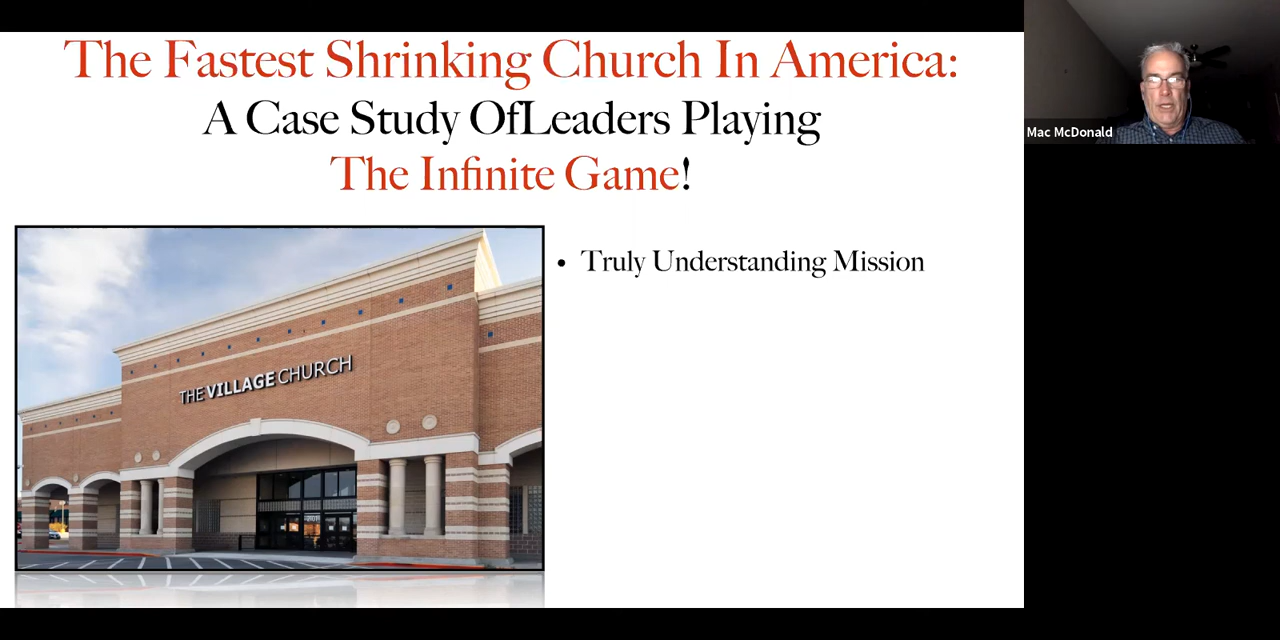 The Fastest Shrinking Church In America:
A Case Study OfLeaders Playing
The Infinite Game!
• Truly Understanding Mission
THE VILLAGE CHURCH
Mac McDonald